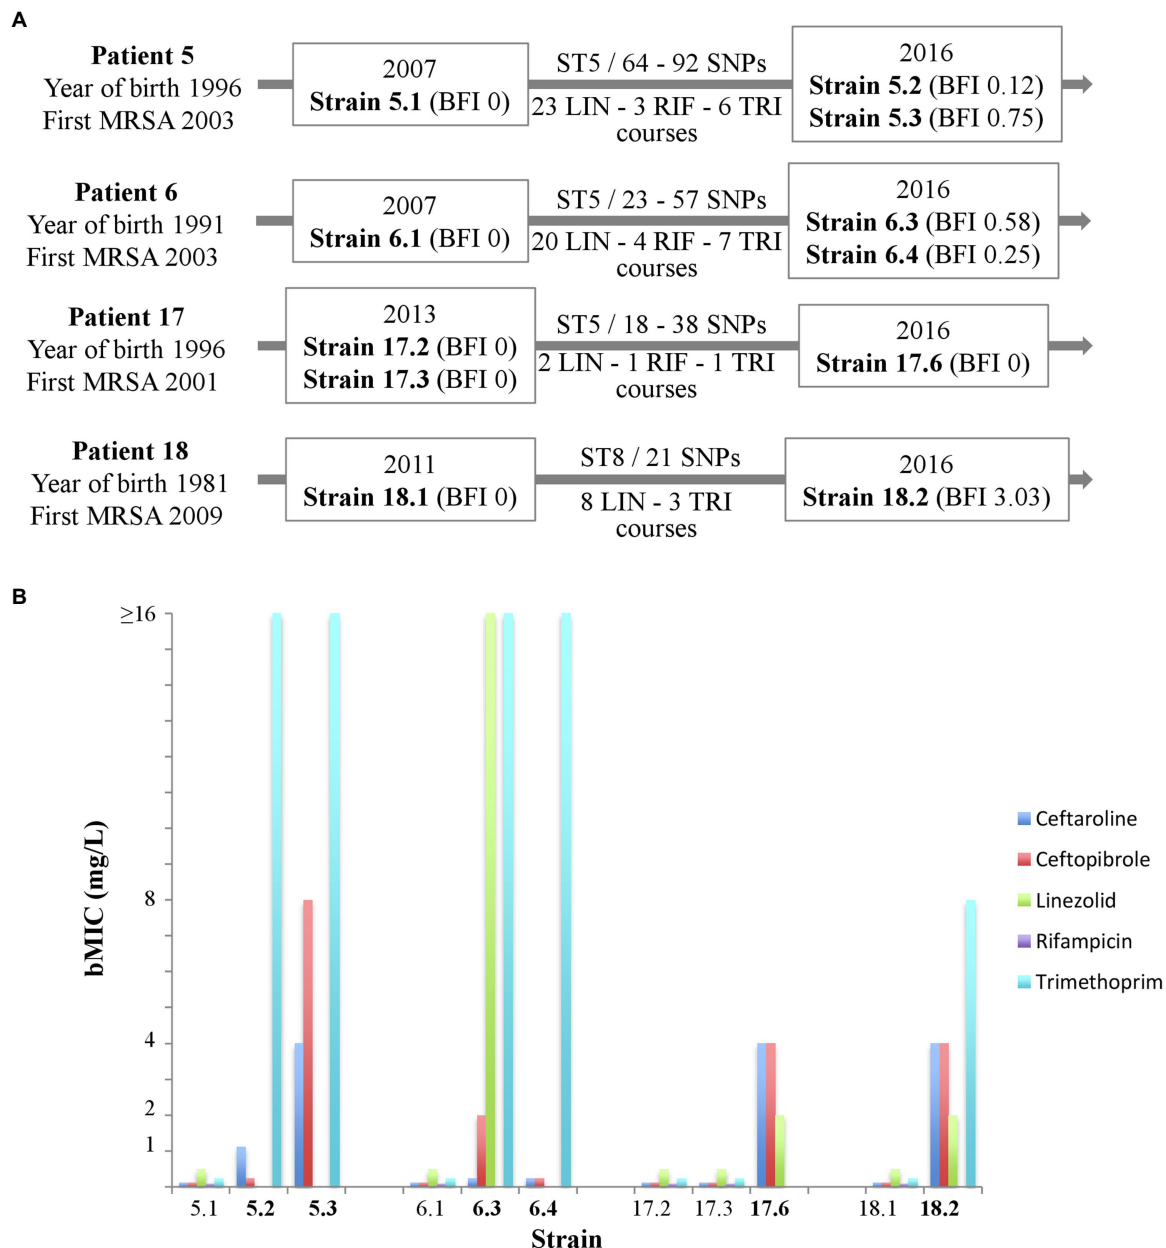 A
Patient 5
Year of birth 1996
First MRSA 2003
2007
Strain 5.1 (BFI 0)
ST5 / 64 - 92 SNPs
23 LIN - 3 RIF - 6 TRI
courses
2016
Strain 5.2 (BFI 0.12)
Strain 5.3 (BFI 0.75)
Patient 6
Year of birth 1991
First MRSA 2003
2007
Strain 6.1 (BFI 0)
ST5 / 23 - 57 SNPs
20 LIN - 4 RIF - 7 TRI
courses
2016
Strain 6.3 (BFI 0.58)
Strain 6.4 (BFI 0.25)
Patient 17
Year of birth 1996
First MRSA 2001
2013
Strain 17.2 (BFI 0)
Strain 17.3 (BFI 0)
ST5 / 18 - 38 SNPs
2 LIN - 1 RIF - 1 TRI
courses
2016
Strain 17.6 (BFI 0)
Patient 18
Year of birth 1981
First MRSA 2009
2011
Strain 18.1 (BFI 0)
ST8 / 21 SNPs
8 LIN - 3 TRI
courses
2016
Strain 18.2 (BFI 3.03)
B
≥16
8
4
2
1
bMIC (mg/L)
5.1 5.2 5.3 6.1 6.3 6.4 17.2 17.3 17.6 18.1 18.2
Strain
Ceftaroline
Ceftopibrole
Linezolid
Rifampicin
Trimethoprim